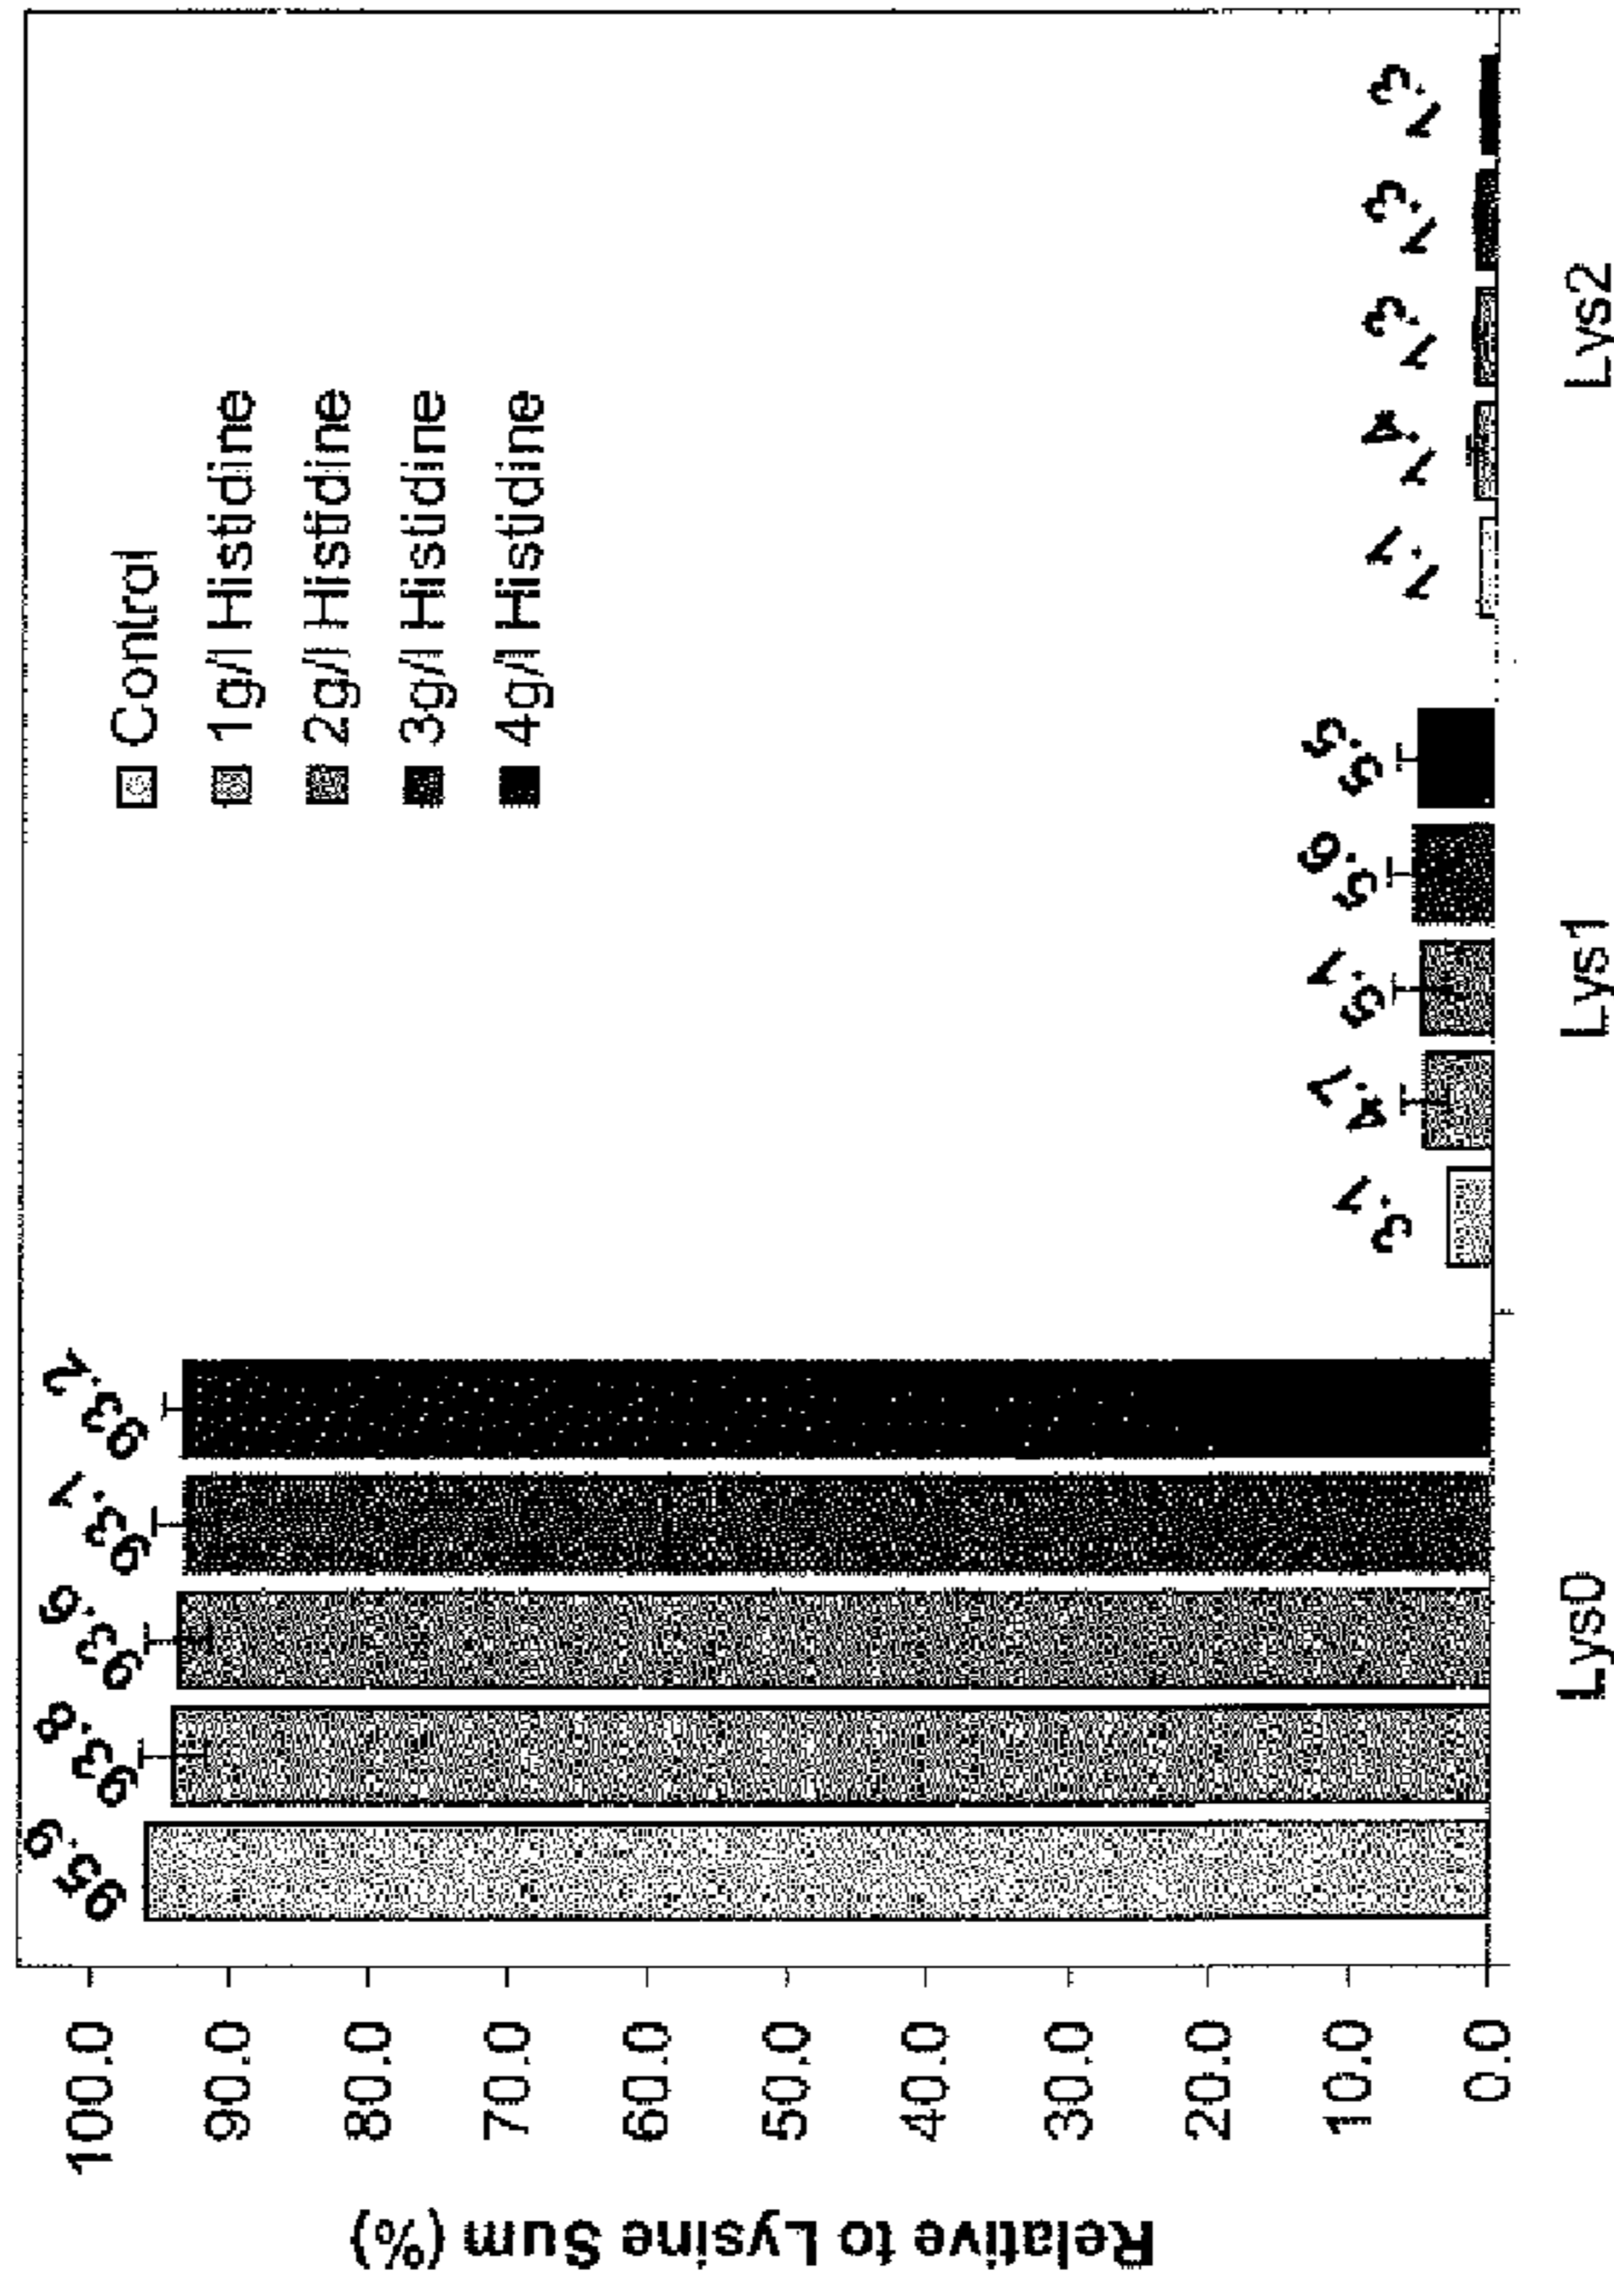 Relative to Lysine Sum (%)
100.0
90.0
80.0
70.0
60.0
50.0
40.0
30.0
20.0
10.0
0.0
Control
1g/l Histidine
2g/l Histidine
3g/l Histidine
4g/l Histidine
95.9
93.8
93.6
93.1
93.2
3.1
4.7
5.1
5.6
5.5
1.1
1.4
1.3
1.3
1.3
Lys0
Lys1
Lys2